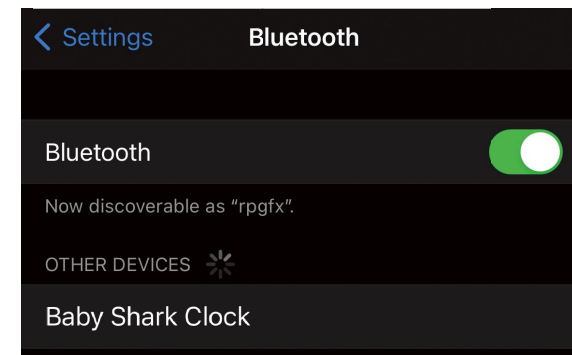 Settings
Bluetooth
Bluetooth
Now discoverable as “rpgfx”.
OTHER DEVICES
Baby Shark Clock